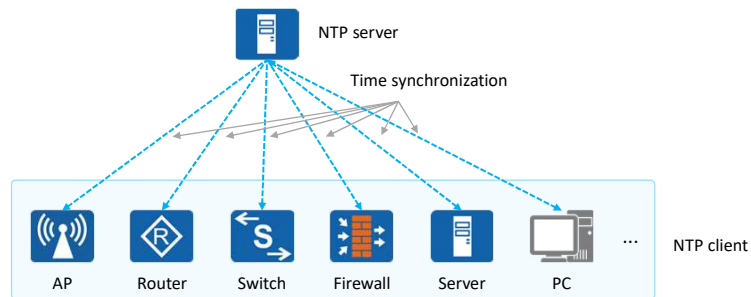 NTP server
Time synchronization
R
S
...
NTP client
AP
Router
Switch
Firewall
Server
PC